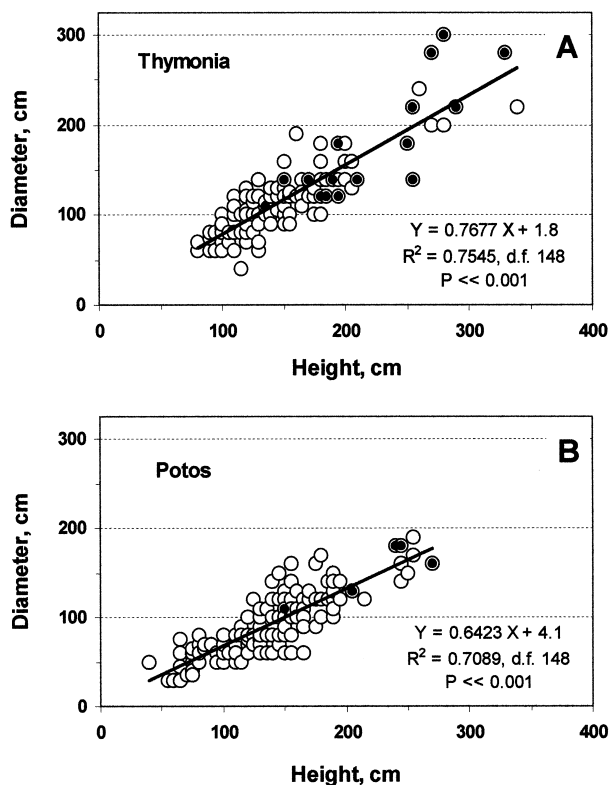 A
Thymonia
300
200
100
0
Diameter, cm
Y = 0.7677 X + 1.8
R² = 0.7545, d.f. 148
P << 0.001
0 100 200 300 400
Height, cm
B
Potos
300
200
100
0
Diameter, cm
Y = 0.6423 X + 4.1
R² = 0.7089, d.f. 148
P << 0.001
0 100 200 300 400
Height, cm